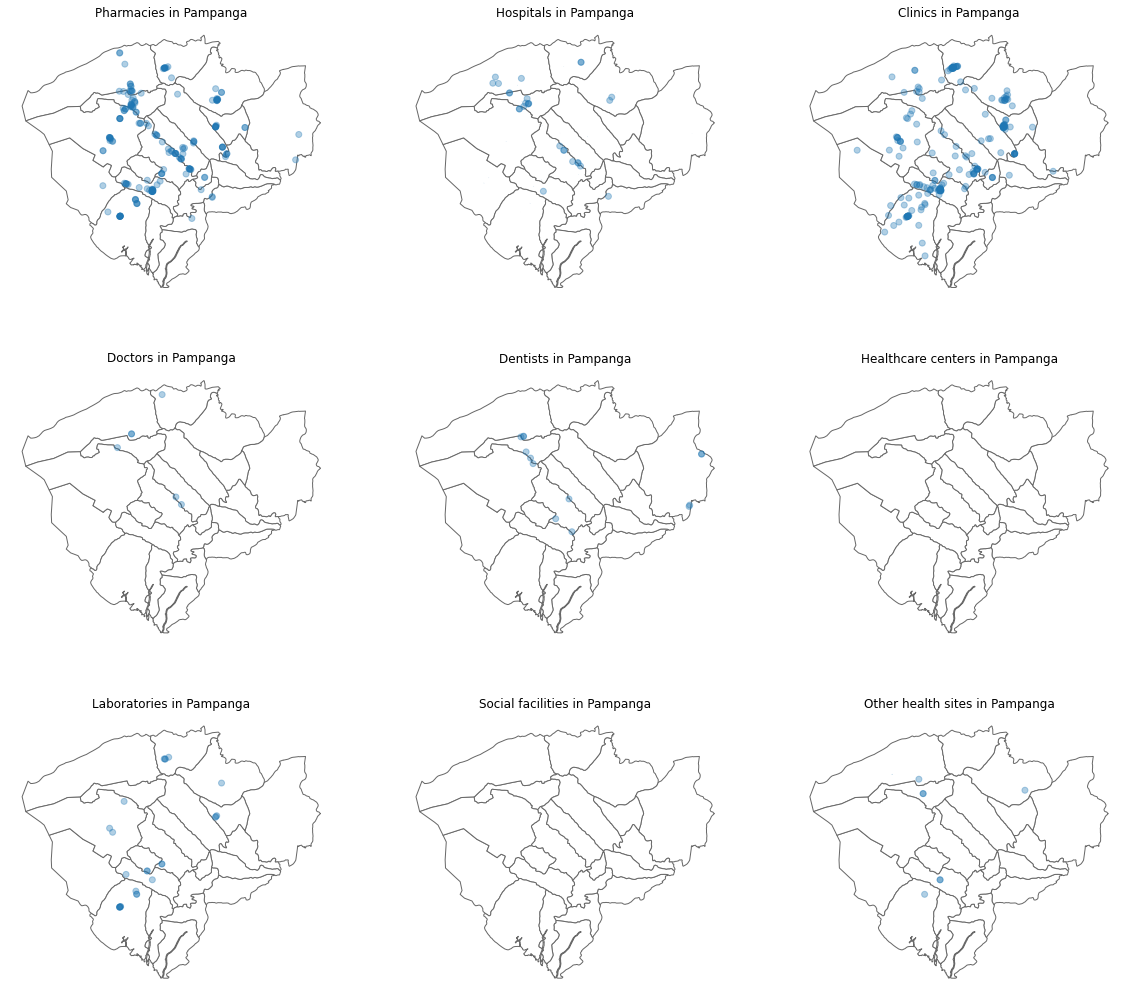 Pharmacies in Pampanga
Hospitals in Pampanga
Clinics in Pampanga
Doctors in Pampanga
Dentists in Pampanga
Healthcare centers in Pampanga
Laboratories in Pampanga
Social facilities in Pampanga
Other health sites in Pampanga